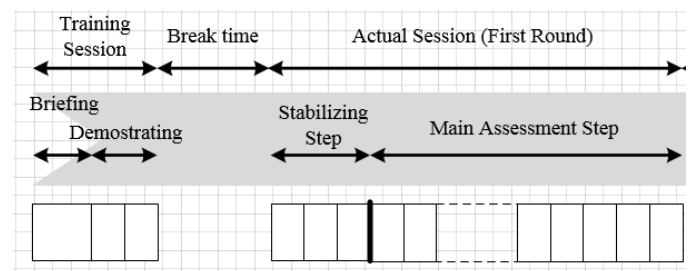 Training
Session
Break time
Actual Session (First Round)
Briefing
Demostrating
Stabilizing
Step
Main Assessment Step